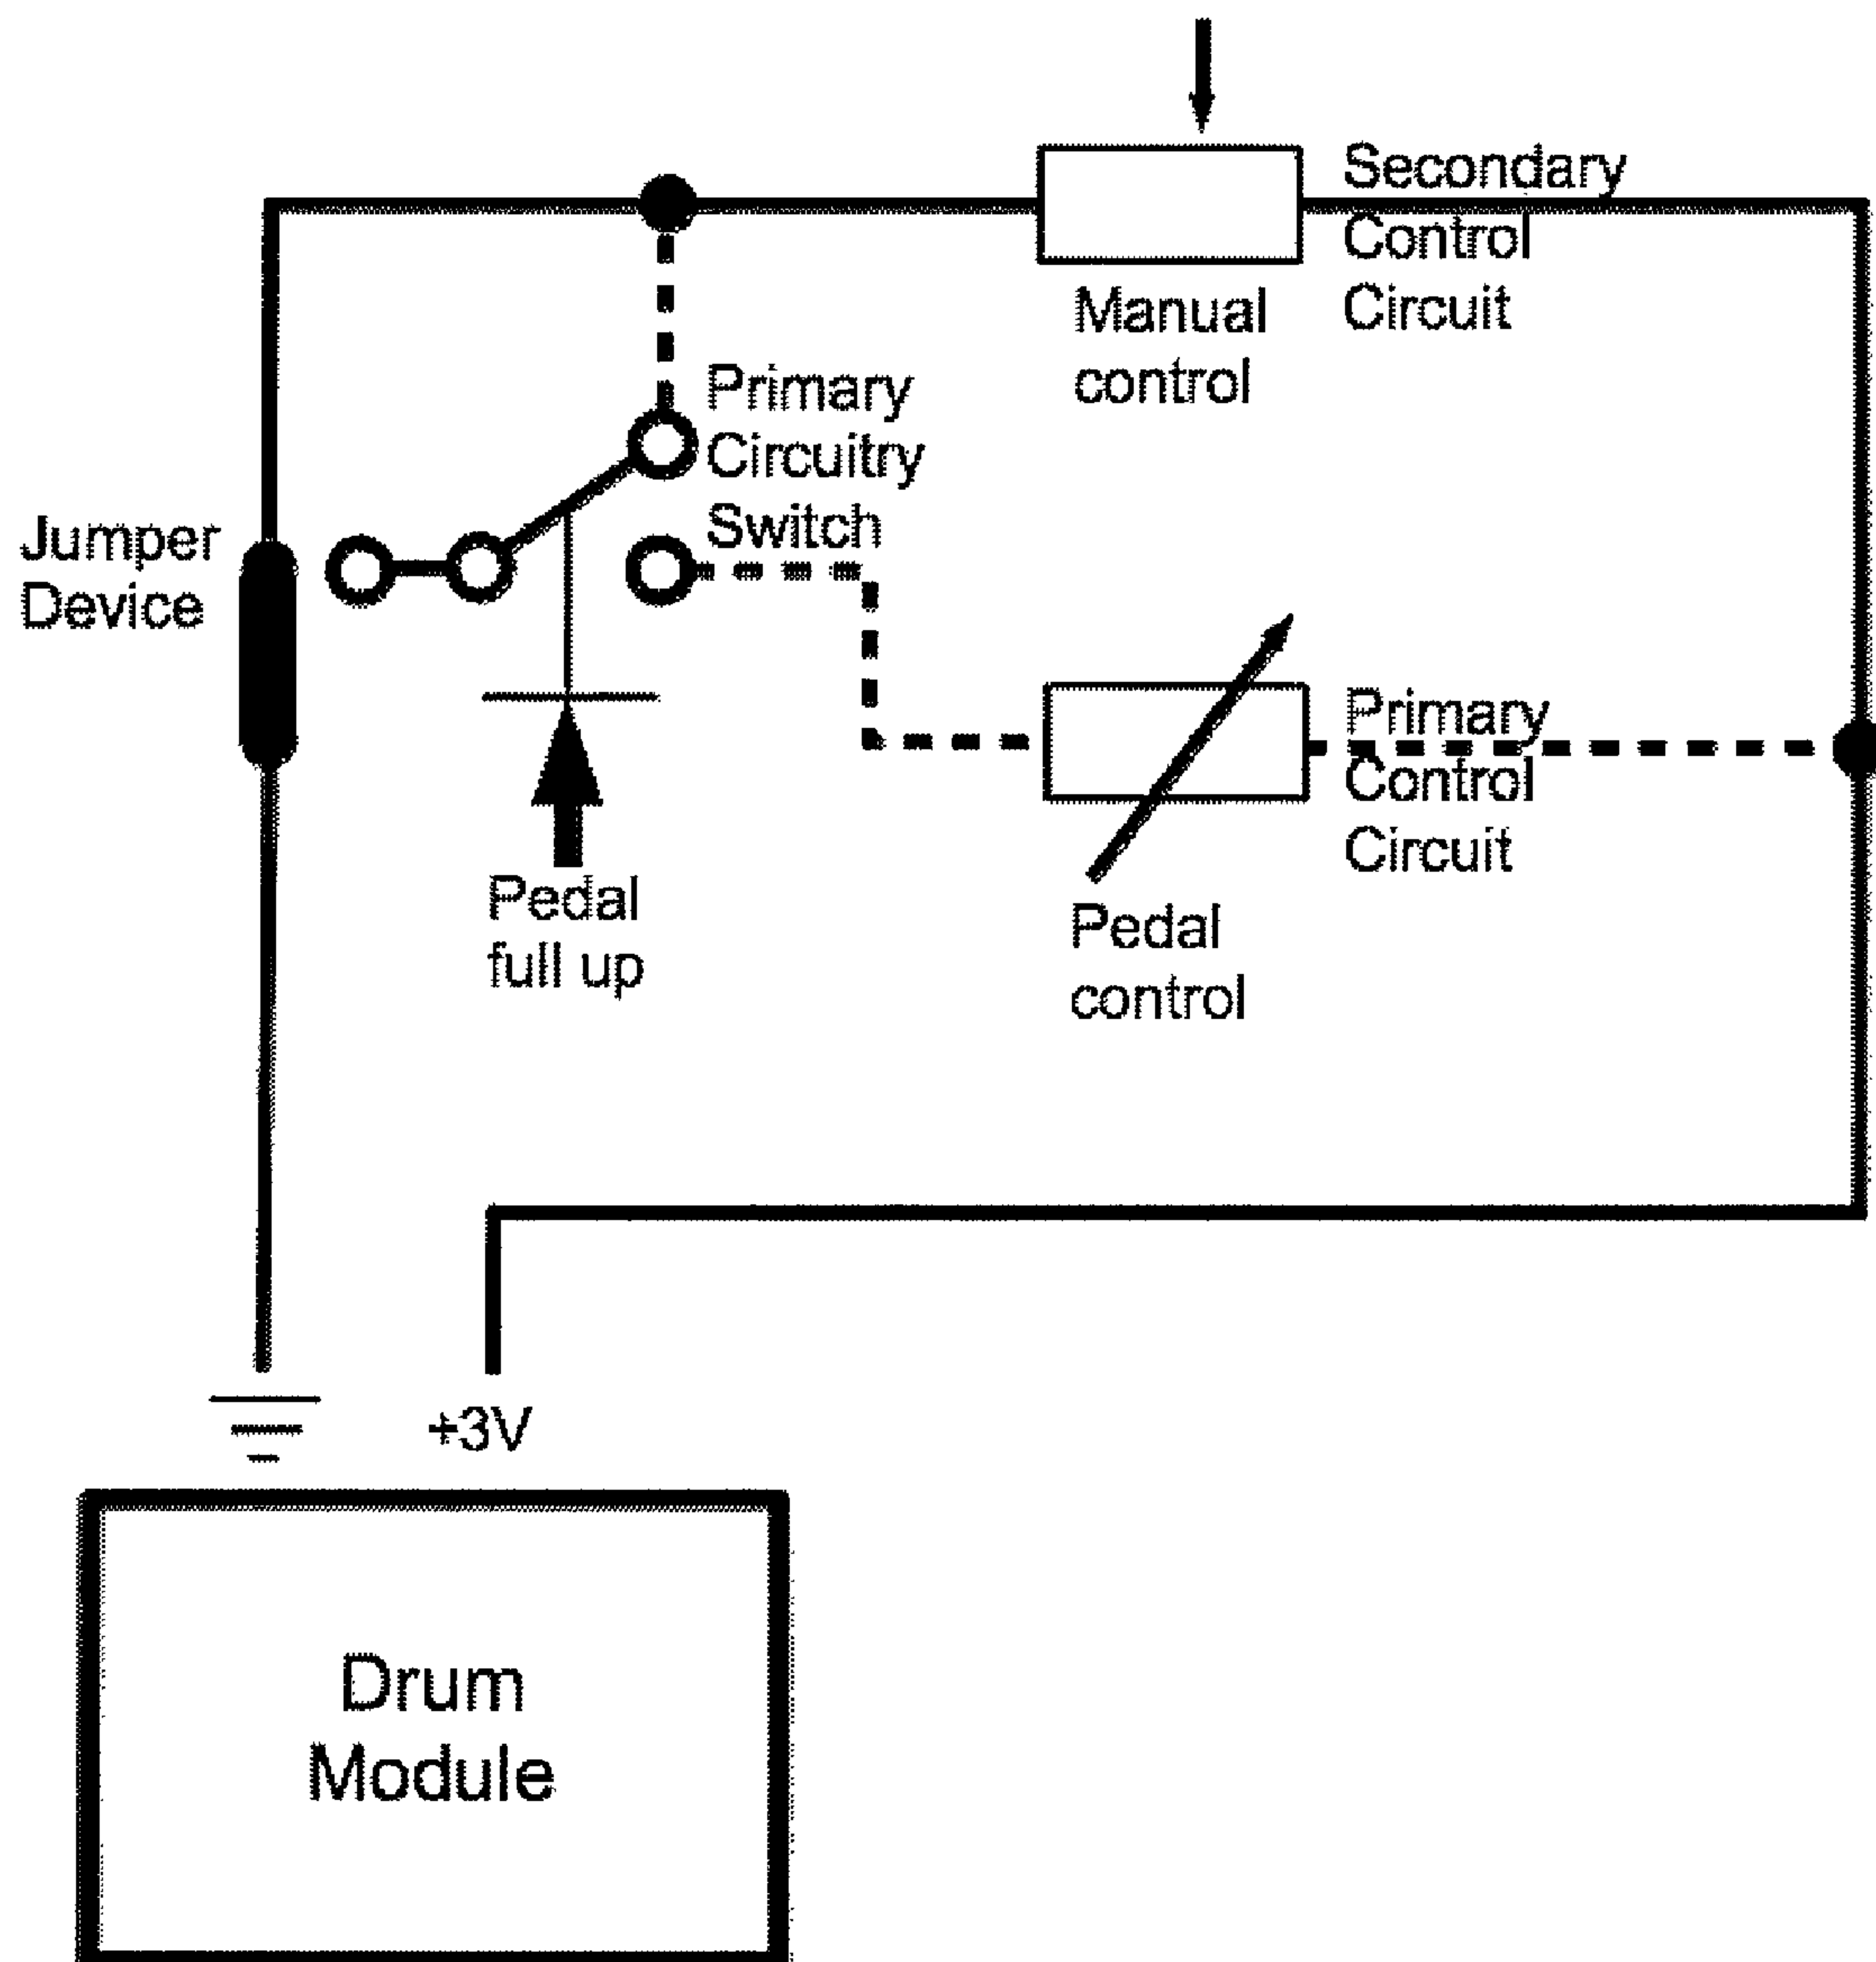 Secondary
Control
Circuit
Manual
control
Primary
Circuitry
Switch
Jumper
Device
Primary
Control
Circuit
Pedal
full up
Pedal
control
+3V
Drum
Module